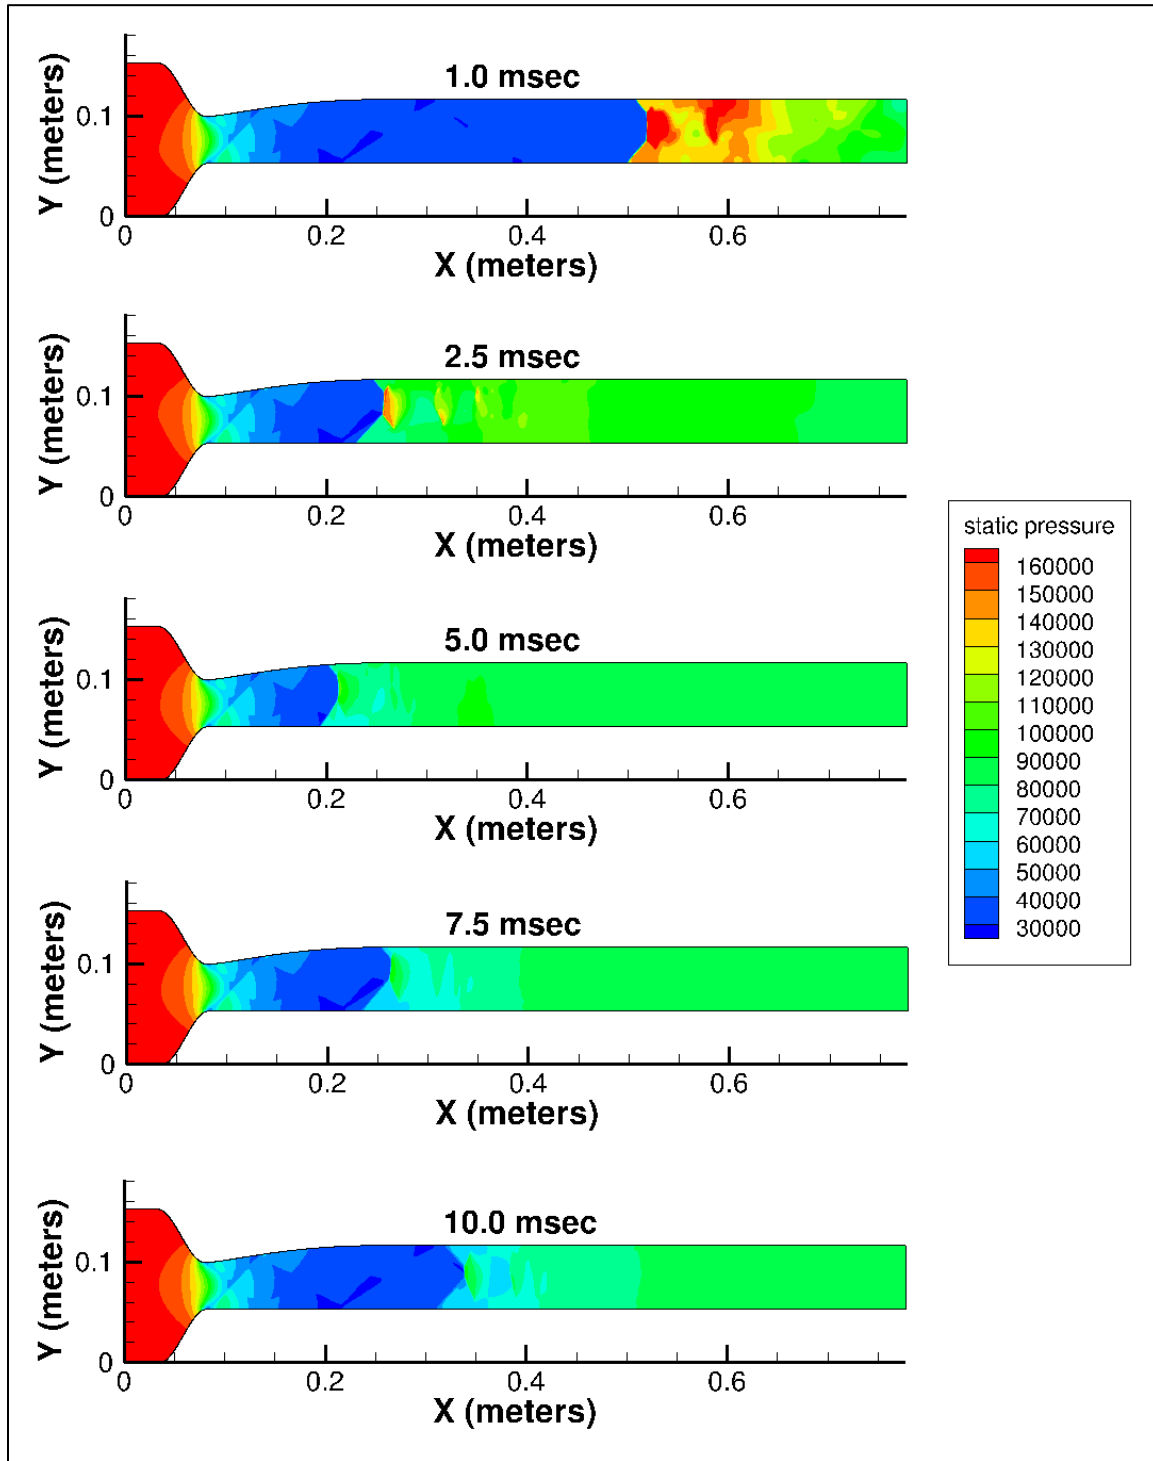 1.0 msec
Y (meters)
0.1
0
0
0.2
0.4
0.6
X (meters)
2.5 msec
Y (meters)
0.1
0
0
0.2
0.4
0.6
X (meters)
5.0 msec
Y (meters)
0.1
0
0
0.2
0.4
0.6
X (meters)
7.5 msec
Y (meters)
0.1
0
0
0.2
0.4
0.6
X (meters)
10.0 msec
Y (meters)
0.1
0
0
0.2
0.4
0.6
X (meters)
static pressure
160000
150000
140000
130000
120000
110000
100000
90000
80000
70000
60000
50000
40000
30000